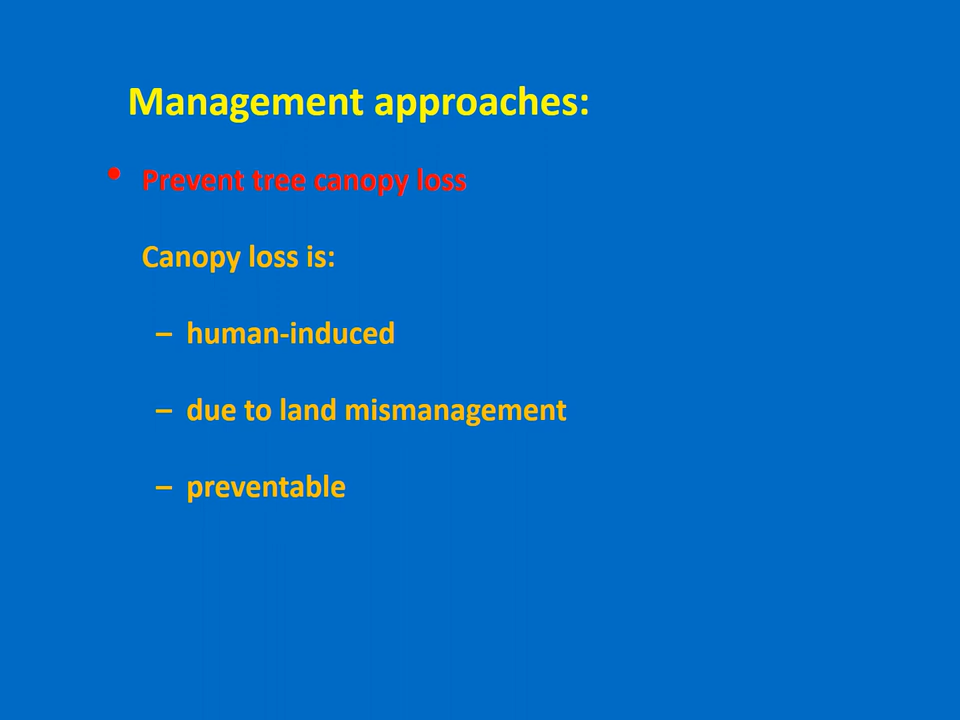 Management approaches:
• Prevent tree canopy loss
Canopy loss is:
– human-induced
– due to land mismanagement
– preventable